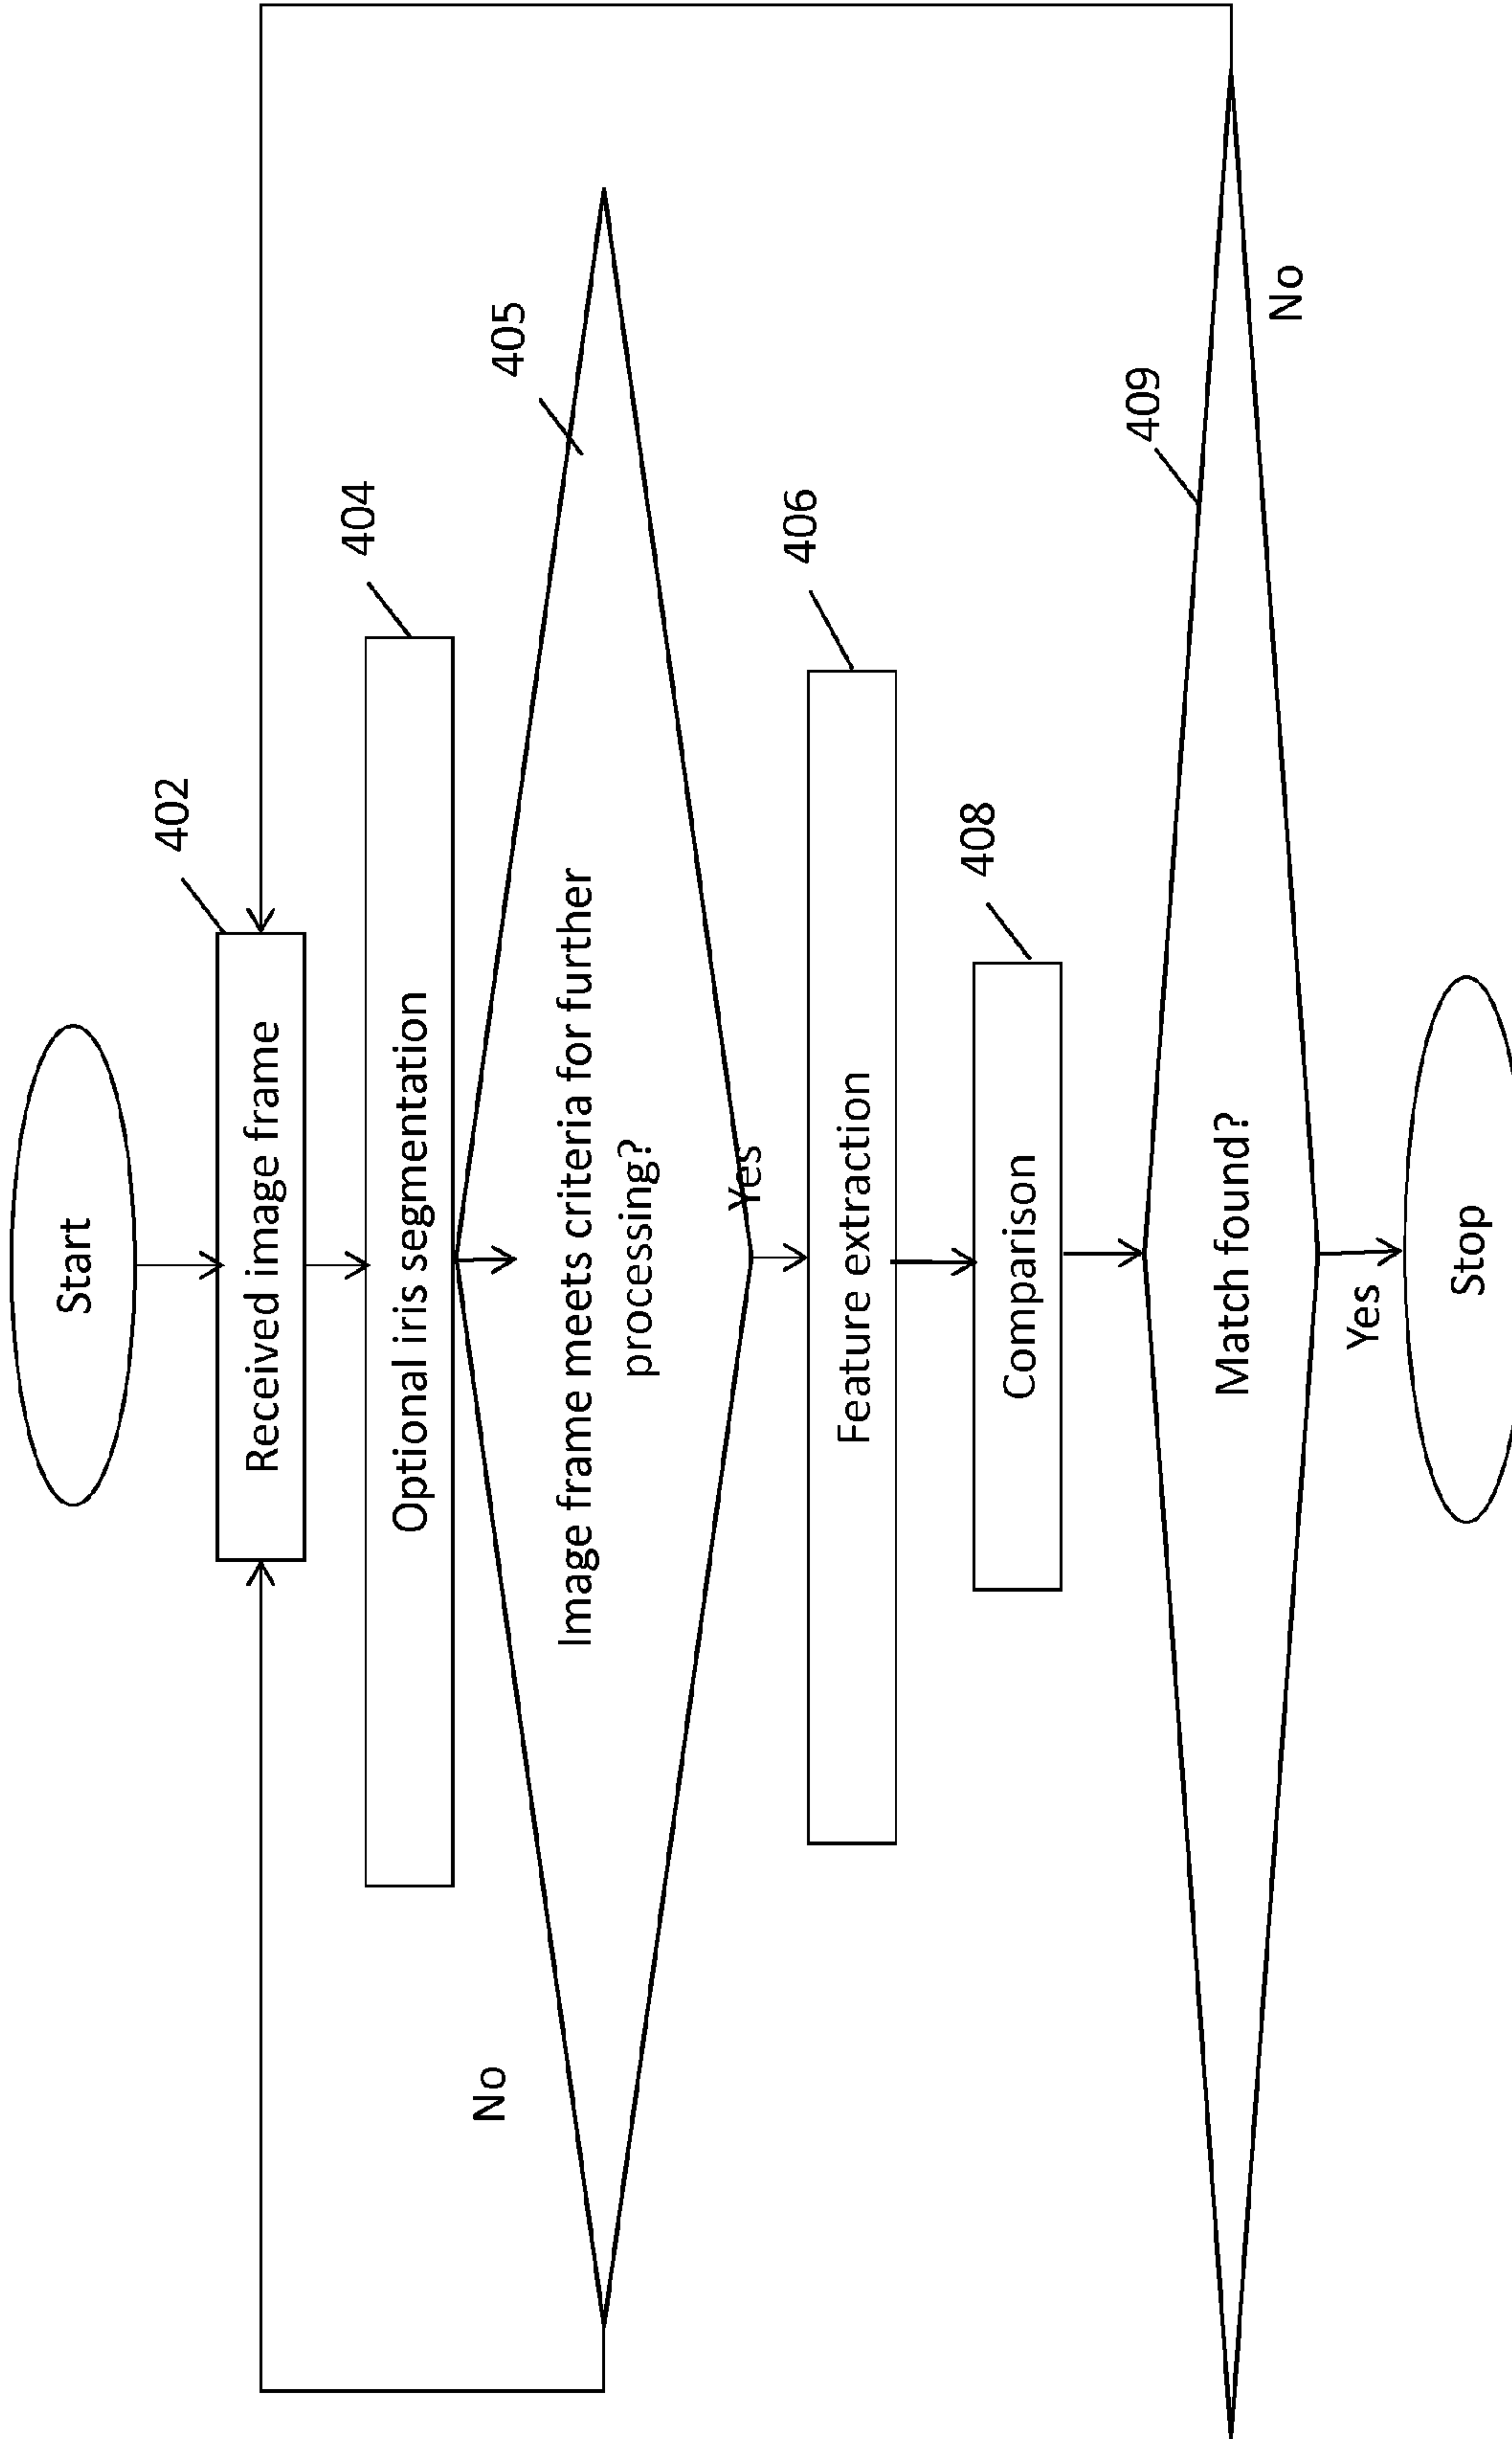 Start
402
Received image frame
404
Optional iris segmentation
405
Image frame meets criteria for further
processing?
No
Yes
406
Feature extraction
408
Comparison
409
Match found?
No
Yes
Stop